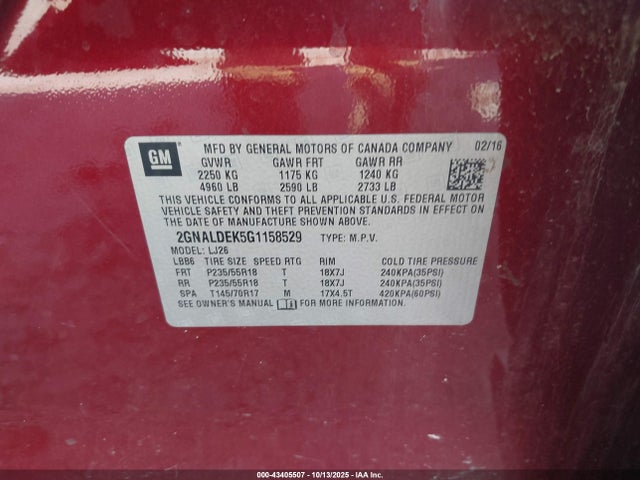 GM MFD BY GENERAL MOTORS OF CANADA COMPANY 02/16
GVWR GAWR FRT GAWR RR
2250 KG 1175 KG 1240 KG
4960 LB 2590 LB 2733 LB
THIS VEHICLE CONFORMS TO ALL APPLICABLE U.S. FEDERAL MOTOR
VEHICLE SAFETY AND THEFT PREVENTION STANDARDS IN EFFECT ON
THE DATE OF MANUFACTURE SHOWN ABOVE.
2GNALDEK5G1158529 TYPE: M.P.V.
MODEL: LJ26
LBB6 TIRE SIZE SPEED RTG RIM COLD TIRE PRESSURE
FRT P235/55R18 T 18X7J 240KPA(35PSI)
RR P235/55R18 T 18X7J 240KPA(35PSI)
SPA T145/70R17 M 17X4.5T 420KPA(60PSI)
SEE OWNER'S MANUAL FOR MORE INFORMATION.
000-43405507 - 10/13/2025 - IAA Inc.